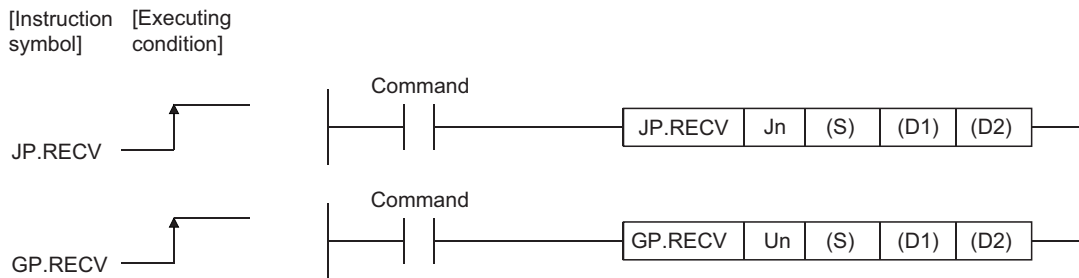 [Instruction symbol] [Executing condition]
Command
JP.RECV JP.RECV Jn (S) (D1) (D2)
Command
GP.RECV GP.RECV Un (S) (D1) (D2)